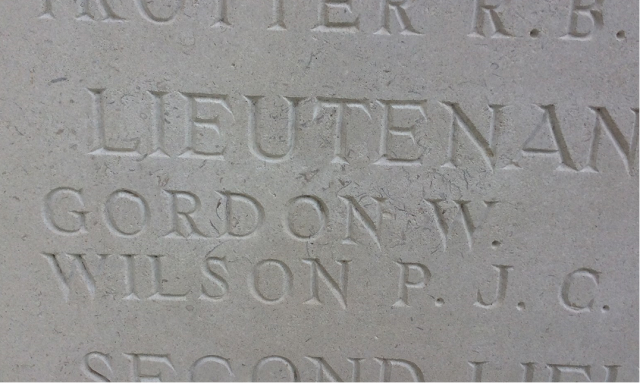 TROTTER R. B.
LIEUTENAN
GORDON W.
WILSON P. J. C.
SECOND LIEU